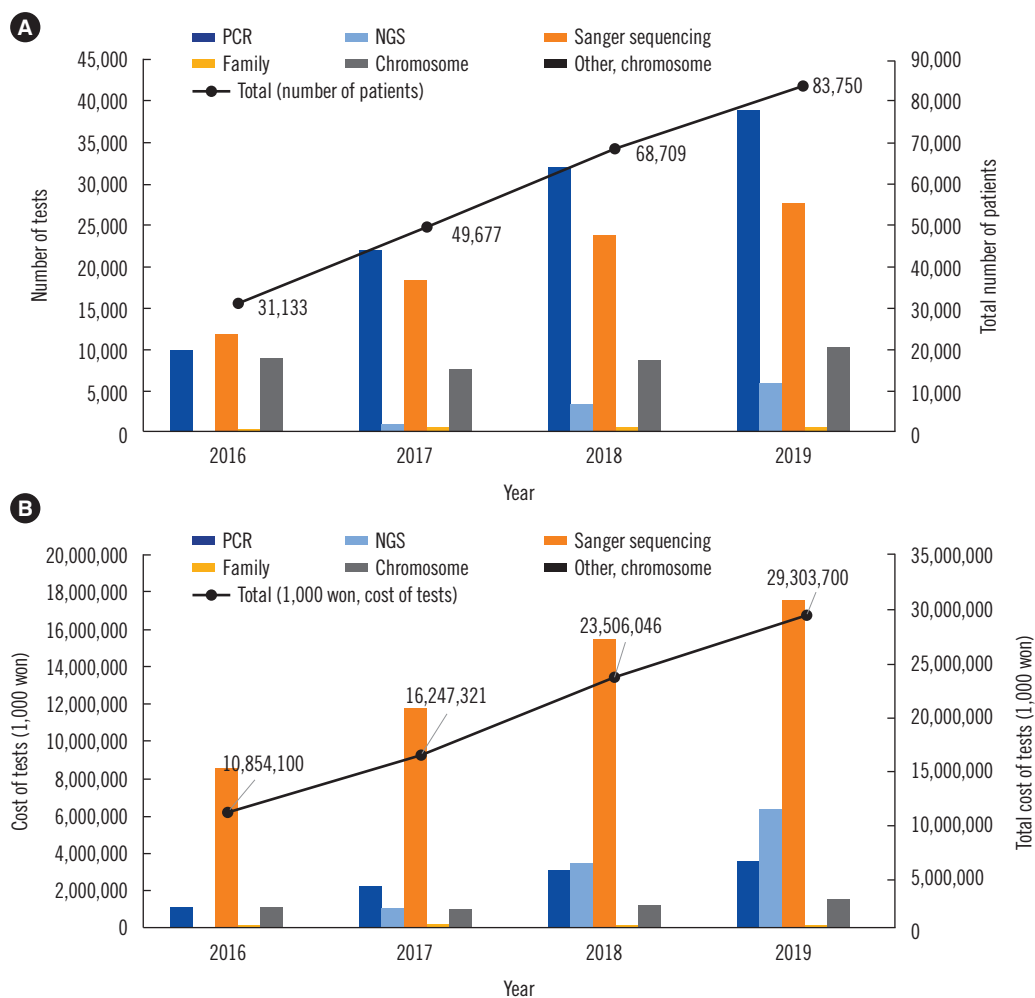 A
PCR NGS Sanger sequencing
Family Chromosome Other, chromosome
Total (number of patients)
45,000
40,000
35,000
30,000
25,000
20,000
15,000
10,000
5,000
0
Number of tests
90,000
80,000
70,000
60,000
50,000
40,000
30,000
20,000
10,000
0
Total number of patients
31,133
49,677
68,709
83,750
2016 2017 2018 2019
Year
B
PCR NGS Sanger sequencing
Family Chromosome Other, chromosome
Total (1,000 won, cost of tests)
20,000,000
18,000,000
16,000,000
14,000,000
12,000,000
10,000,000
8,000,000
6,000,000
4,000,000
2,000,000
0
Cost of tests (1,000 won)
35,000,000
30,000,000
25,000,000
20,000,000
15,000,000
10,000,000
5,000,000
0
Total cost of tests (1,000 won)
10,854,100
16,247,321
23,506,046
29,303,700
2016 2017 2018 2019
Year